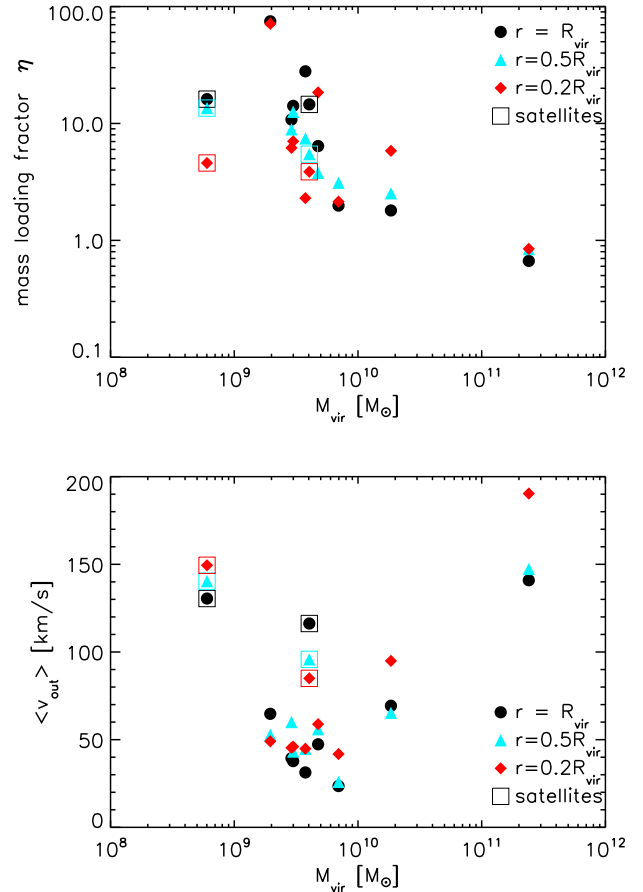 100.0
10.0
1.0
0.1
mass loading fractor η
r = R_vir
r=0.5R_vir
r=0.2R_vir
satellites
10^8 10^9 10^10 10^11 10^12
M_vir [M_⊙]
200
150
100
50
0
<v_out> [km/s]
r = R_vir
r=0.5R_vir
r=0.2R_vir
satellites
10^8 10^9 10^10 10^11 10^12
M_vir [M_⊙]